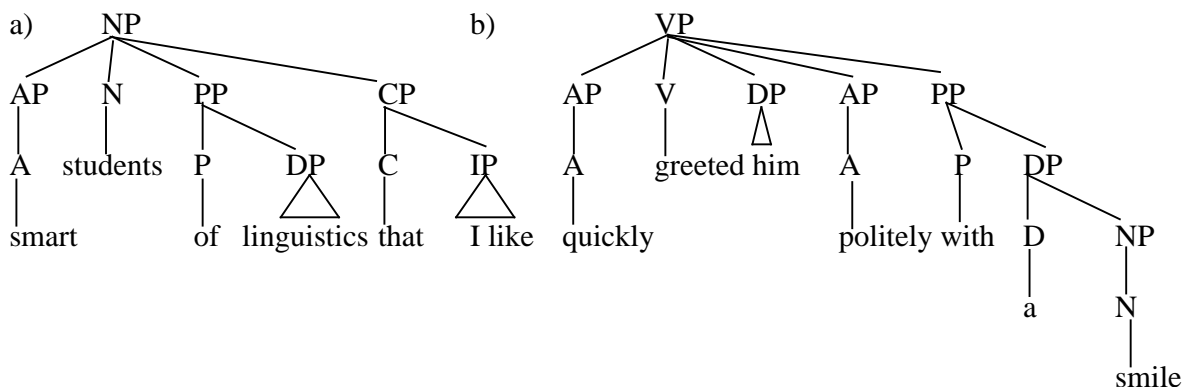 a) NP b) VP
AP N PP CP AP V DP AP PP
A students P DP C IP A greeted him A P DP
smart of linguistics that I like quickly politely with D NP
a N
smile